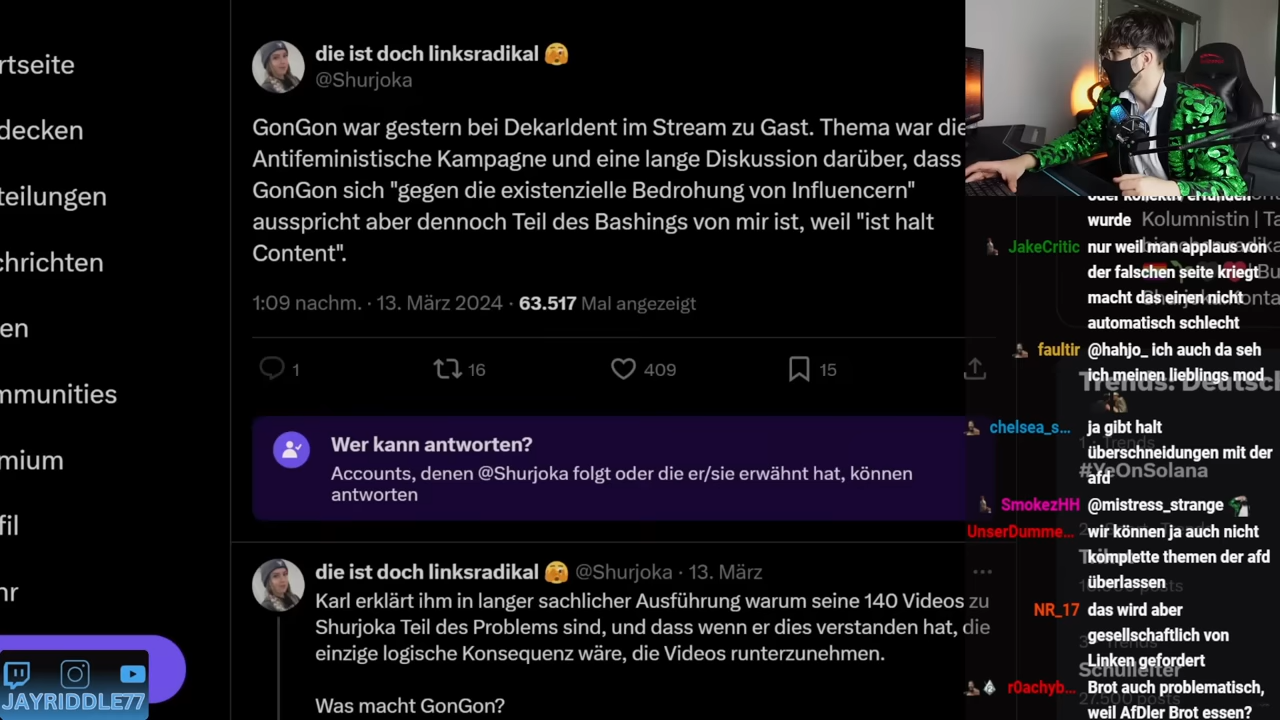 rtseite
decken
teilungen
chrichten
en
mmunities
mium
fil
hr
die ist doch linksradikal 🫣
@Shurjoka
GonGon war gestern bei Dekarldent im Stream zu Gast. Thema war die
Antifeministische Kampagne und eine lange Diskussion darüber, dass
GonGon sich "gegen die existenzielle Bedrohung von Influencern"
ausspricht aber dennoch Teil des Bashings von mir ist, weil "ist halt
Content".
1:09 nachm. · 13. März 2024 · 63.517 Mal angezeigt
1
16
409
15
Wer kann antworten?
Accounts, denen @Shurjoka folgt oder die er/sie erwähnt hat, können
antworten
die ist doch linksradikal 🫣 @Shurjoka · 13. März
Karl erklärt ihm in langer sachlicher Ausführung warum seine 140 Videos zu
Shurjoka Teil des Problems sind, und dass wenn er dies verstanden hat, die
einzige logische Konsequenz wäre, die Videos runterzunehmen.
Was macht GonGon?
JAYRIDDLE77
oder kollektiv erfunden
wurde
Kolumnistin | Ta
JakeCritic nur weil man applaus von
der falschen seite kriegt
macht das einen nicht
automatisch schlecht
faultir @hahjo_ ich auch da seh
ich meinen lieblings mod
Trends: Deutsch
chelsea_s... ja gibt halt
überschneidungen mit der
afd
#YeOnSolana
SmokezHH @mistress_strange
UnserDumme... wir können ja auch nicht
komplette themen der afd
überlassen
NR_17 das wird aber
gesellschaftlich von
Linken gefordert
Schulleiter
r0achyb... Brot auch problematisch,
weil AfDler Brot essen?
27.500 posts